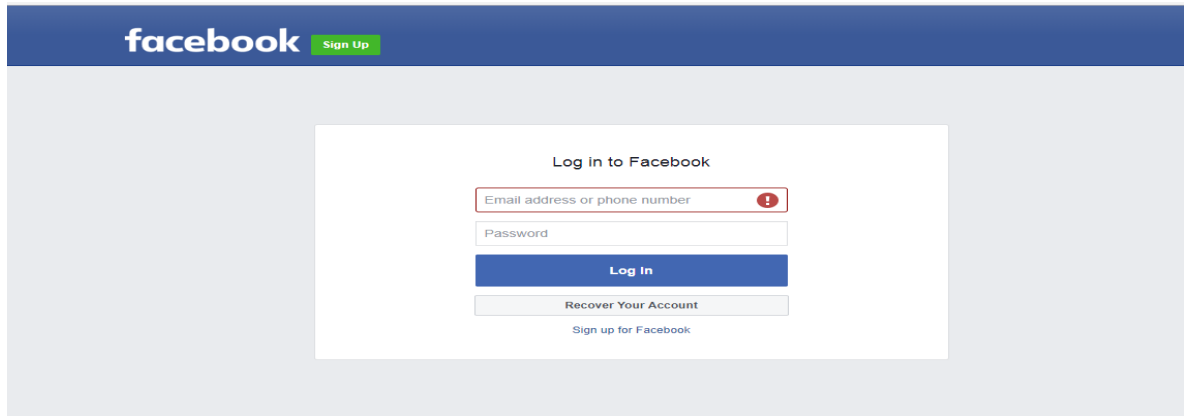 facebook Sign Up
Log in to Facebook
Email address or phone number
Password
Log In
Recover Your Account
Sign up for Facebook